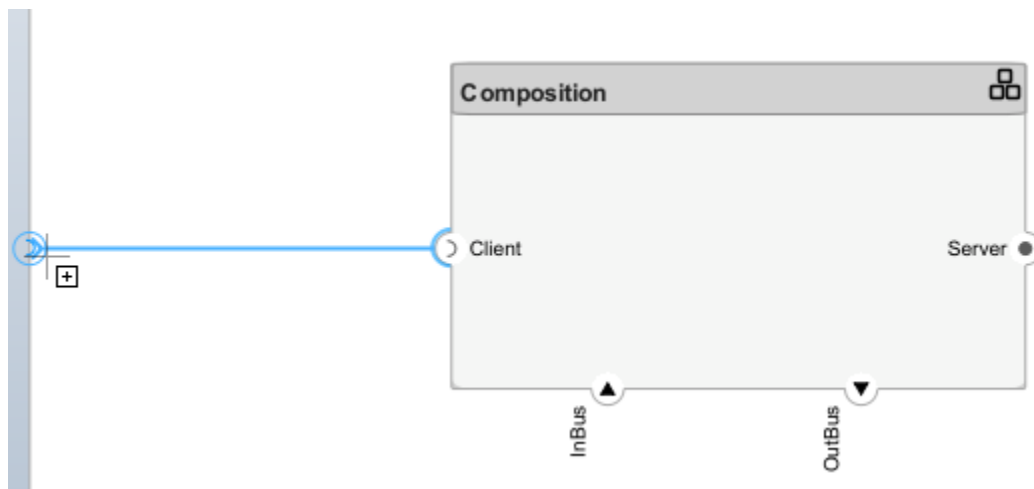 Composition
Client
Server
InBus
OutBus